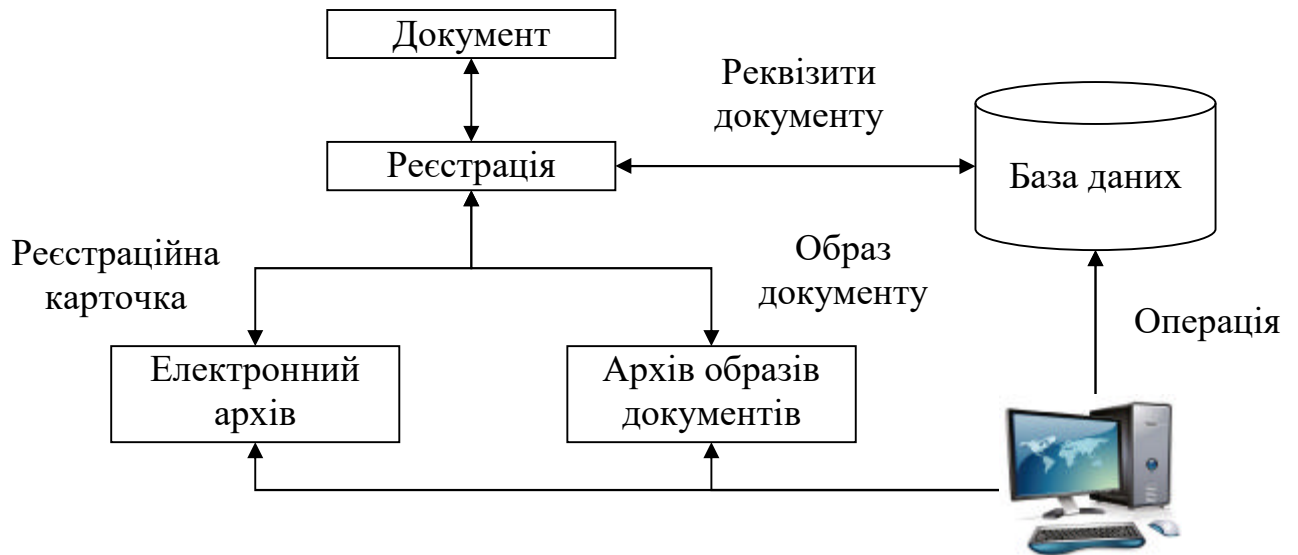 Документ
Реквізити
документу
Реєстрація
База даних
Реєстраційна
карточка
Образ
документу
Операція
Електронний
архів
Архів образів
документів